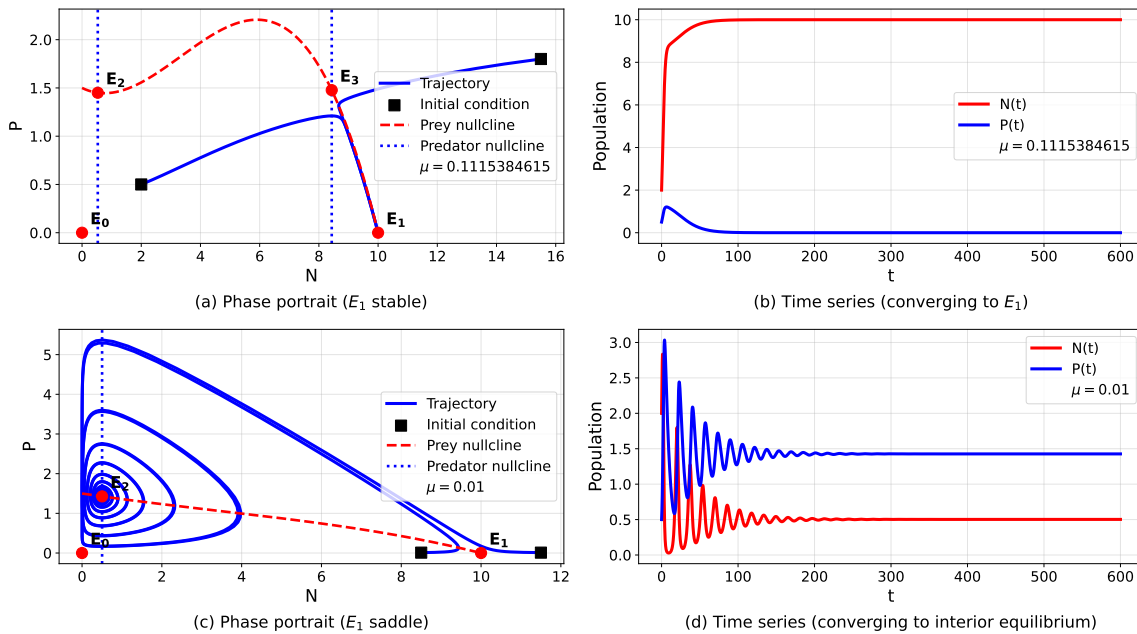 2.0
1.5
1.0
0.5
0.0
P
E₂
E₃
E₀
E₁
Trajectory
Initial condition
Prey nullcline
Predator nullcline
μ = 0.1115384615
0 2 4 6 8 10 12 14 16
N
(a) Phase portrait (E₁ stable)
10
8
6
4
2
0
Population
N(t)
P(t)
μ = 0.1115384615
0 100 200 300 400 500 600
t
(b) Time series (converging to E₁)
5
4
3
2
1
0
P
E₂
E₀
E₁
Trajectory
Initial condition
Prey nullcline
Predator nullcline
μ = 0.01
0 2 4 6 8 10 12
N
(c) Phase portrait (E₁ saddle)
3.0
2.5
2.0
1.5
1.0
0.5
0.0
Population
N(t)
P(t)
μ = 0.01
0 100 200 300 400 500 600
t
(d) Time series (converging to interior equilibrium)